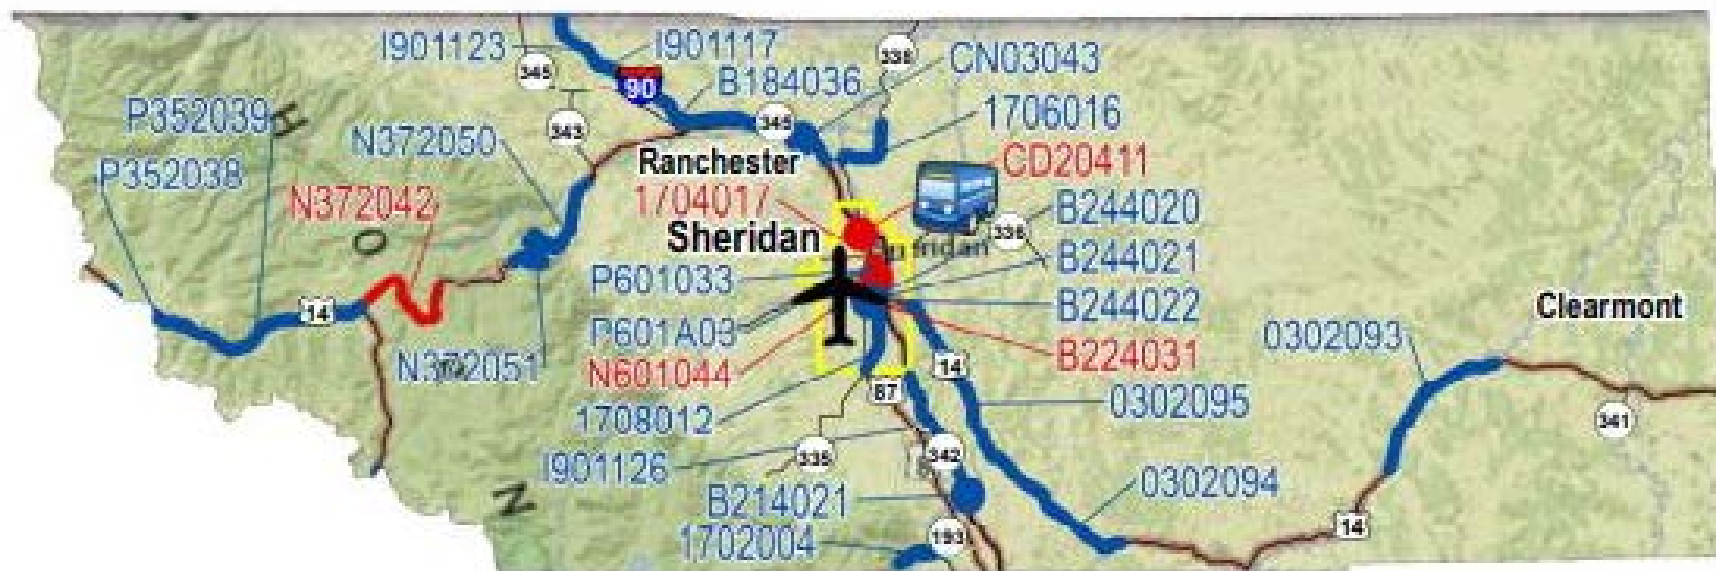 I901123
I901117
CN03043
338
345
90
B184036
P352039
H
N372050
343
345
1706016
P352038
Ranchester
CD20411
N372042
1704017
B244020
O
Sheridan
336
P601033
B244021
14
P601A03
B244022
Clearmont
N372051
N601044
B224031
0302093
14
87
1708012
0302095
341
I901126
335
342
0302094
N
B214021
14
1702004
193